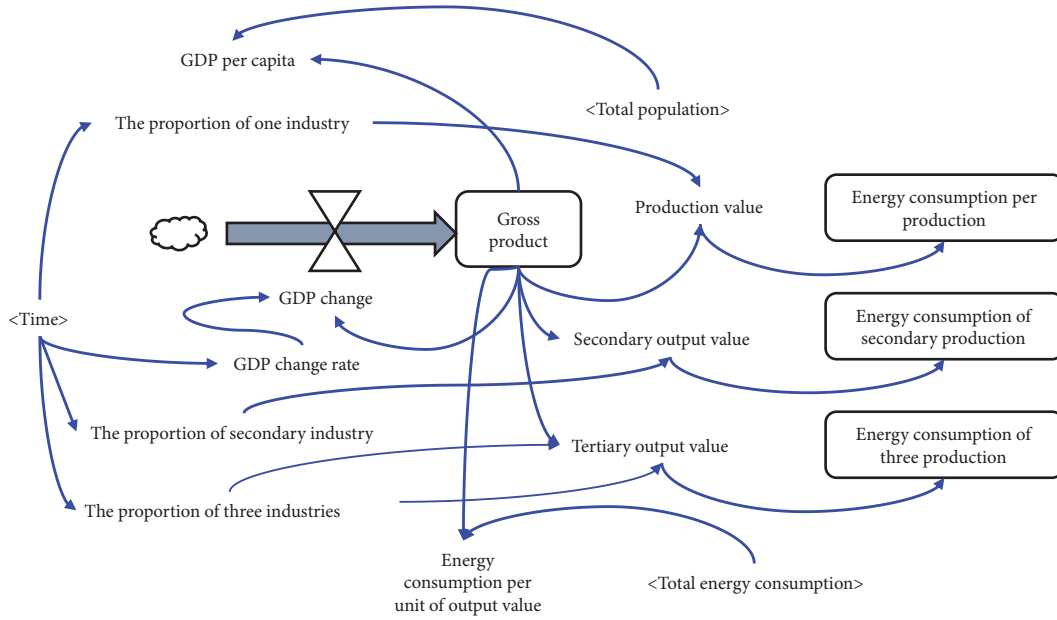 GDP per capita
<Total population>
The proportion of one industry
Energy consumption per
production
Production value
Gross
product
GDP change
<Time>
Energy consumption of
secondary production
Secondary output value
GDP change rate
The proportion of secondary industry
Energy consumption of
three production
Tertiary output value
The proportion of three industries
Energy
consumption per
unit of output value
<Total energy consumption>